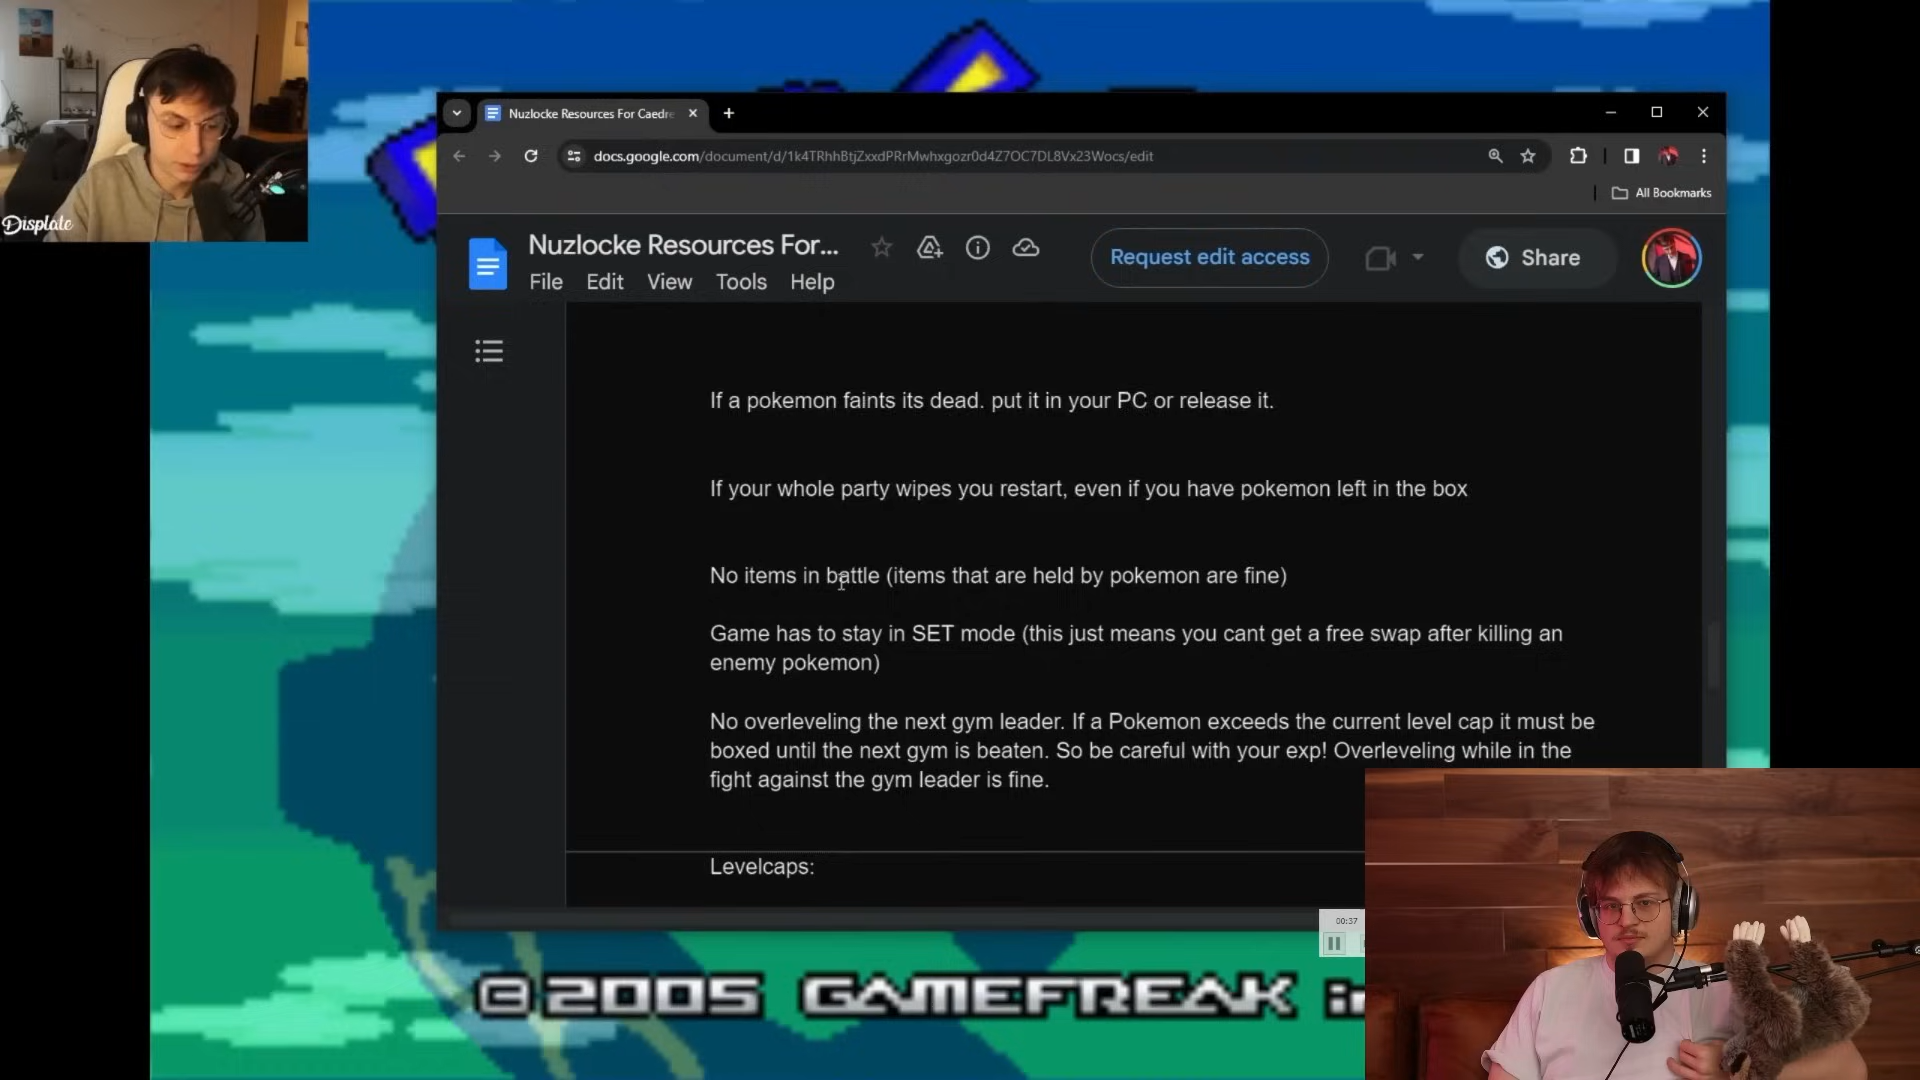 Displate
Nuzlocke Resources For Caedre
docs.google.com/document/d/1k4TRhhBtjZxxdPRrMwhxgozr0d4Z7OC7DL8Vx23Wocs/edit
All Bookmarks
Nuzlocke Resources For...
Request edit access
Share
File Edit View Tools Help
If a pokemon faints its dead. put it in your PC or release it.
If your whole party wipes you restart, even if you have pokemon left in the box
No items in battle (items that are held by pokemon are fine)
Game has to stay in SET mode (this just means you cant get a free swap after killing an
enemy pokemon)
No overleveling the next gym leader. If a Pokemon exceeds the current level cap it must be
boxed until the next gym is beaten. So be careful with your exp! Overleveling while in the
fight against the gym leader is fine.
Levelcaps:
00:37
©2005 GAMEFREAK in